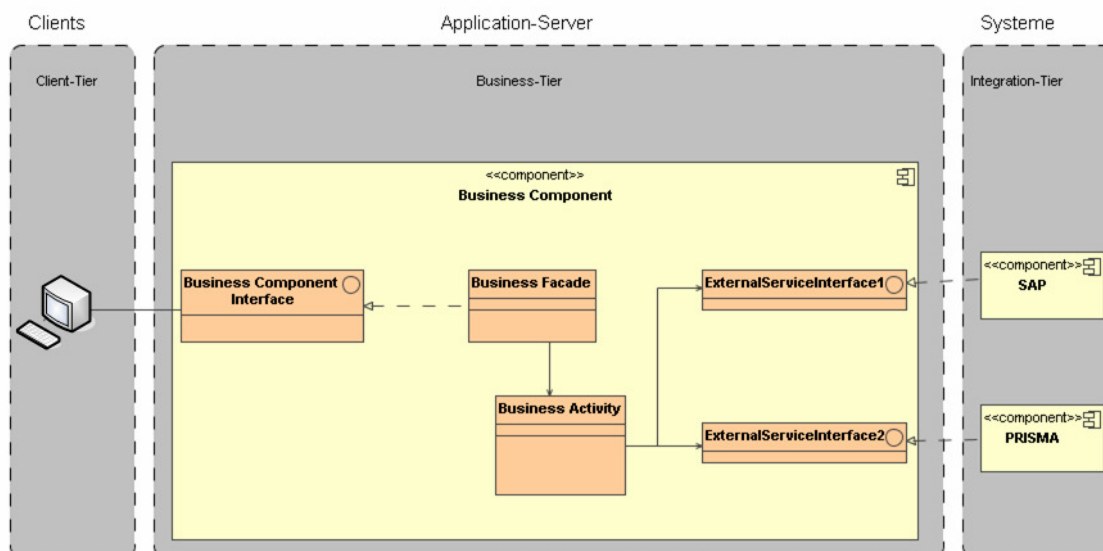 Clients
Application-Server
Systeme
Client-Tier
Business-Tier
Integration-Tier
<<component>>
Business Component
Business Component
Interface
Business Facade
ExternalServiceInterface1
<<component>>
SAP
Business Activity
ExternalServiceInterface2
<<component>>
PRISMA